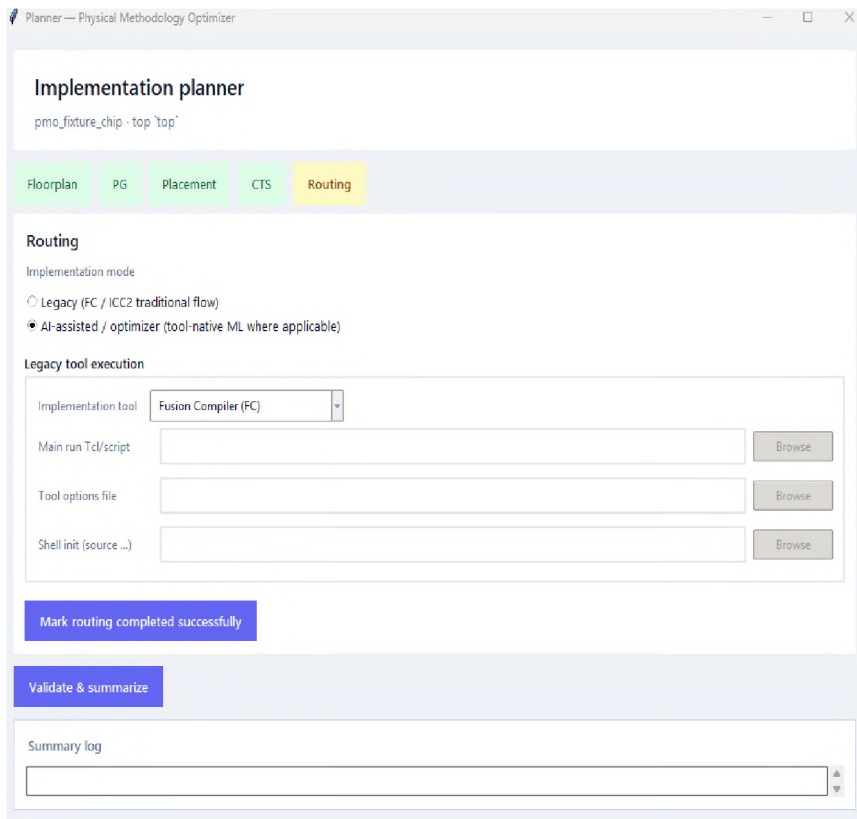 Planner — Physical Methodology Optimizer
Implementation planner
pmo_fixture_chip · top `top`
Floorplan PG Placement CTS Routing
Routing
Implementation mode
Legacy (FC / ICC2 traditional flow)
AI-assisted / optimizer (tool-native ML where applicable)
Legacy tool execution
Implementation tool Fusion Compiler (FC)
Main run Tcl/script Browse
Tool options file Browse
Shell init (source ...) Browse
Mark routing completed successfully
Validate & summarize
Summary log